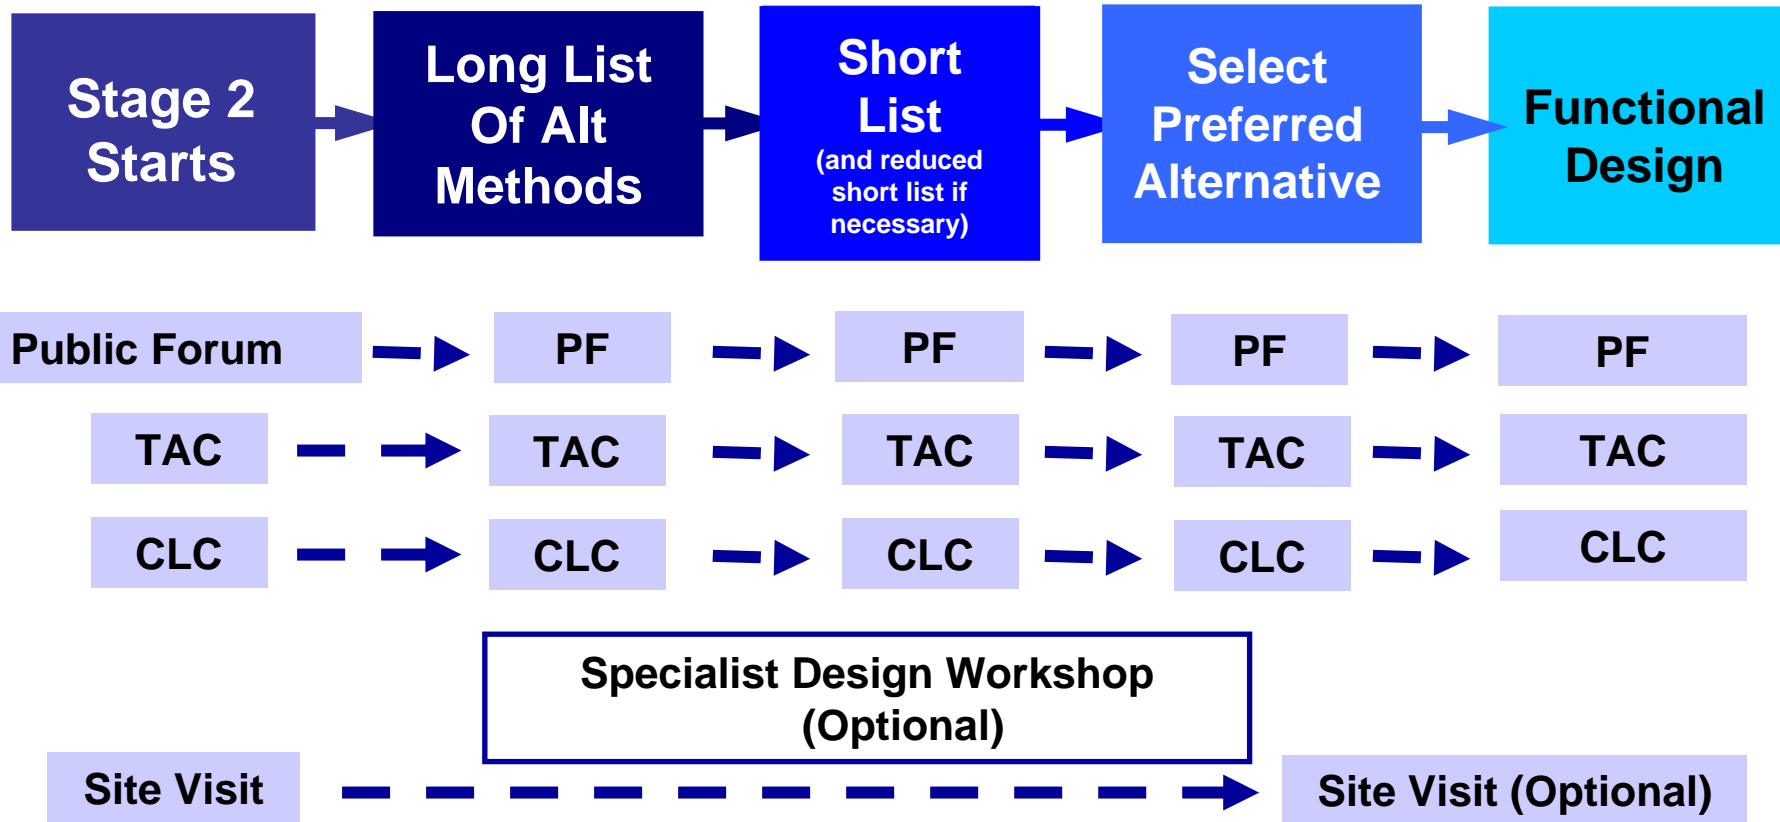 Stage 2
Starts
Long List
Of Alt
Methods
Short
List
(and reduced
short list if
necessary)
Select
Preferred
Alternative
Functional
Design
Public Forum
PF
PF
PF
PF
TAC
TAC
TAC
TAC
TAC
CLC
CLC
CLC
CLC
CLC
Specialist Design Workshop
(Optional)
Site Visit
Site Visit (Optional)